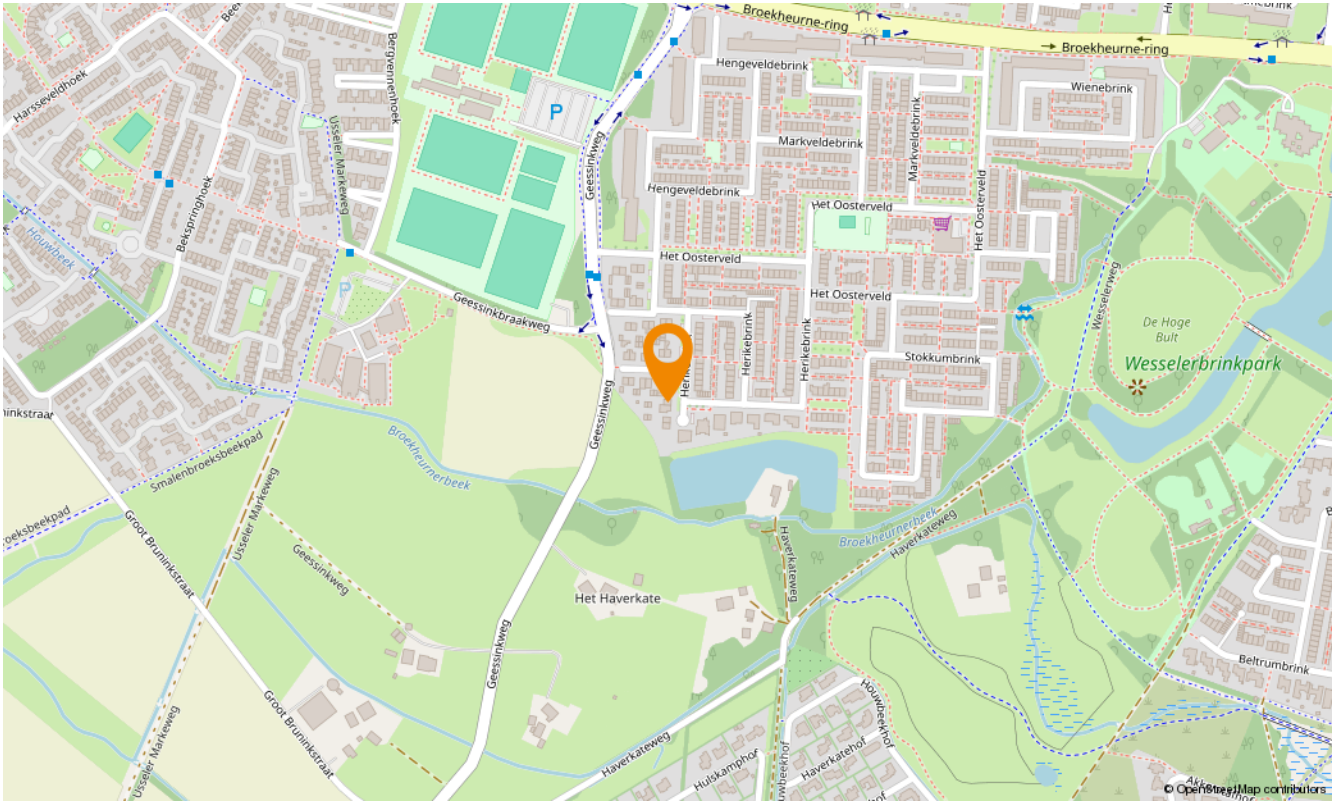 Broekheurne-ring
Broekheurne-ring
Harsseveldhoek
Bergvennenhoek
Hengeveldebrink
Wienebrink
P
Usseler Markeweg
Geessinkweg
Markveldebrink
Markveldebrink
Hengeveldebrink
Bekspringhoek
Het Oosterveld
Het Oosterveld
Houwbeek
Het Oosterveld
P
Geessinkbraakweg
Het Oosterveld
Wesselerweg
De Hoge
Bult
Herikebrink
Herikebrink
Stokkumbrink
Wesselerbrinkpark
Geessinkweg
Smalenbroeksbeekpad
Broekheurnerbeek
Usseler Markeweg
Groot Bruninkstraat
Broekheurnerbeek
Haverkateweg
Haverkateweg
Geessinkweg
Het Haverkate
Geessinkweg
Beltrumbrink
Groot Bruninkstraat
Houwbeekhof
Usseler Markeweg
Haverkateweg
Hulskamphof
Haverkatehof
© OpenStreetMap contributors